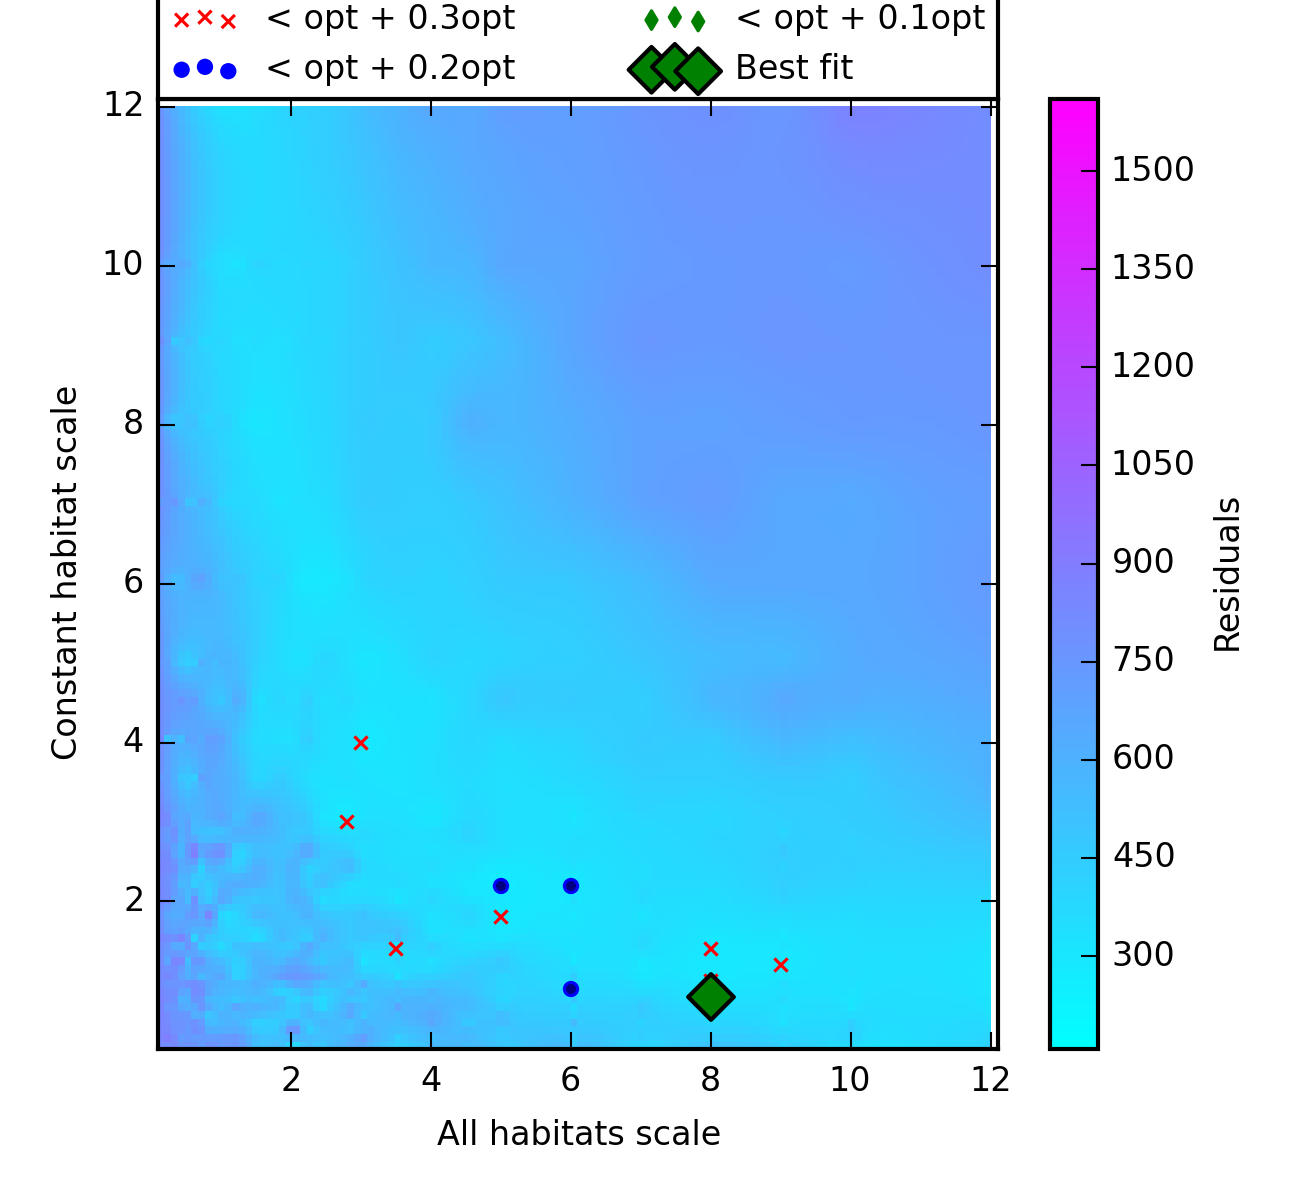 < opt + 0.3opt
< opt + 0.1opt
< opt + 0.2opt
Best fit
12
10
8
6
4
2
Constant habitat scale
2 4 6 8 10 12
All habitats scale
1500
1350
1200
1050
900
750
600
450
300
Residuals